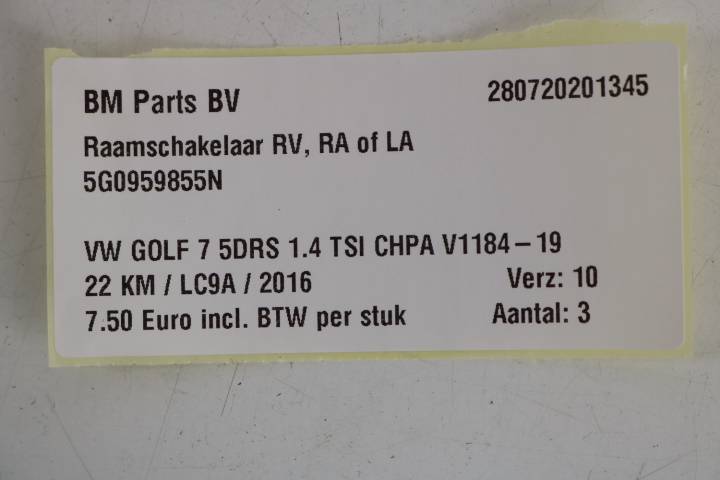 BM Parts BV 280720201345
Raamschakelaar RV, RA of LA
5G0959855N
VW GOLF 7 5DRS 1.4 TSI CHPA V1184-19
22 KM / LC9A / 2016 Verz: 10
7.50 Euro incl. BTW per stuk Aantal: 3